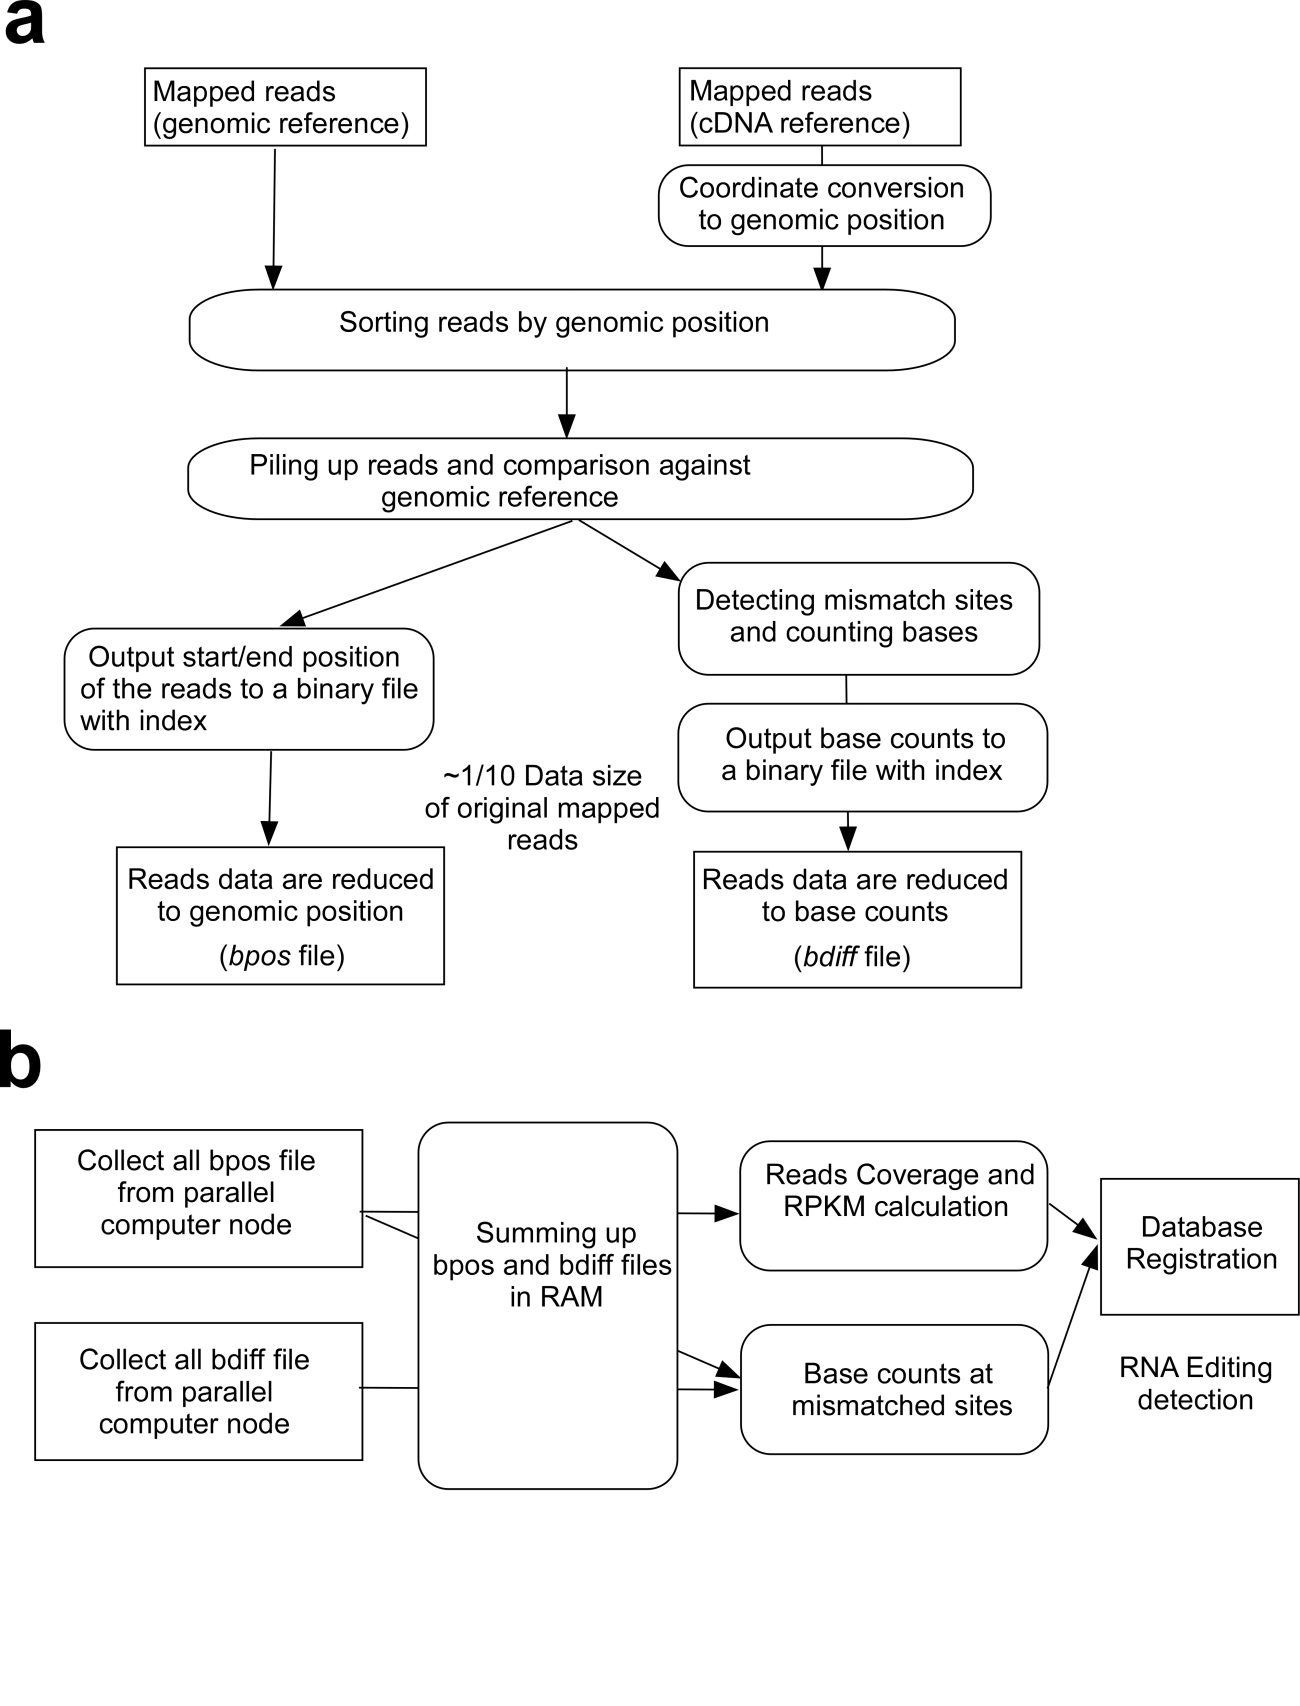 a
Mapped reads
(genomic reference)
Mapped reads
(cDNA reference)
Coordinate conversion
to genomic position
Sorting reads by genomic position
Piling up reads and comparison against
genomic reference
Detecting mismatch sites
and counting bases
Output start/end position
of the reads to a binary file
with index
Output base counts to
a binary file with index
~1/10 Data size
of original mapped
reads
Reads data are reduced
to genomic position
(bpos file)
Reads data are reduced
to base counts
(bdiff file)
b
Collect all bpos file
from parallel
computer node
Collect all bdiff file
from parallel
computer node
Summing up
bpos and bdiff files
in RAM
Reads Coverage and
RPKM calculation
Base counts at
mismatched sites
Database
Registration
RNA Editing
detection